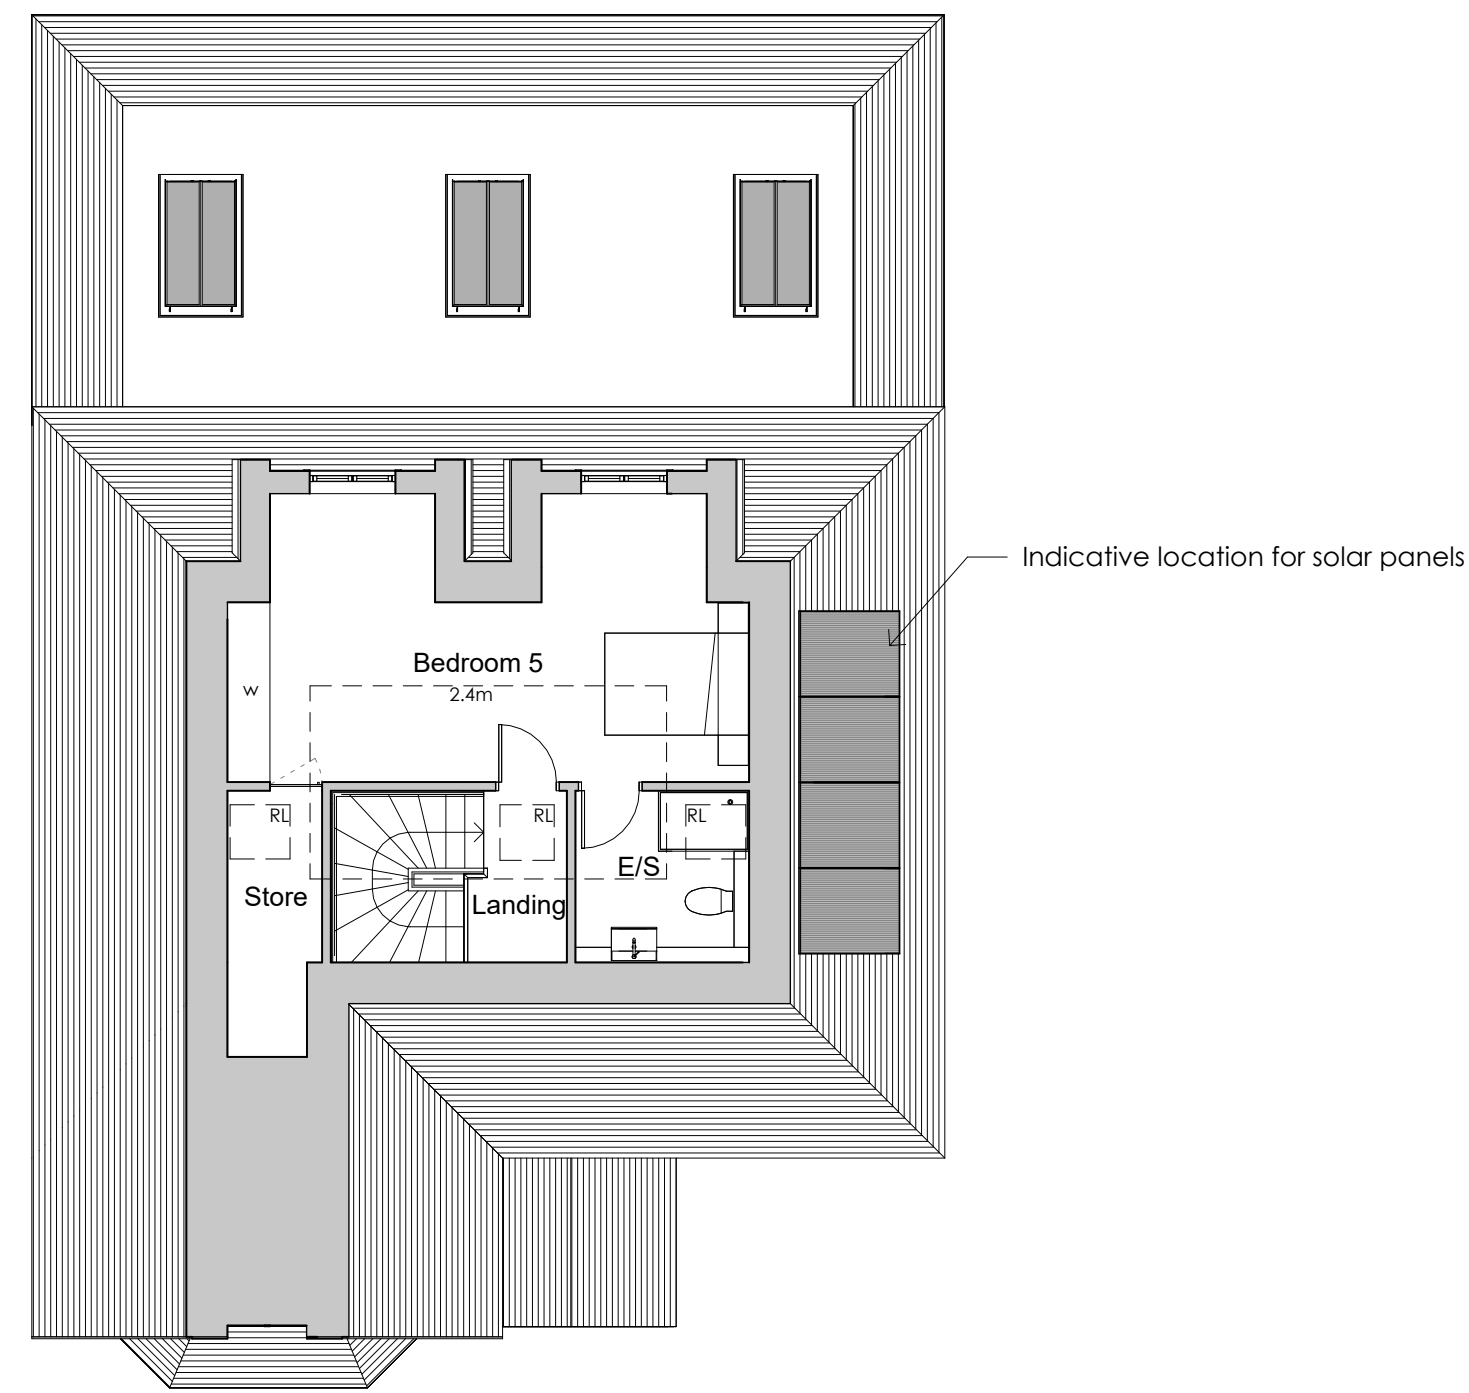 Indicative location for solar panels
Bedroom 5
2.4m
W
RL
RL
RL
E/S
Store
Landing